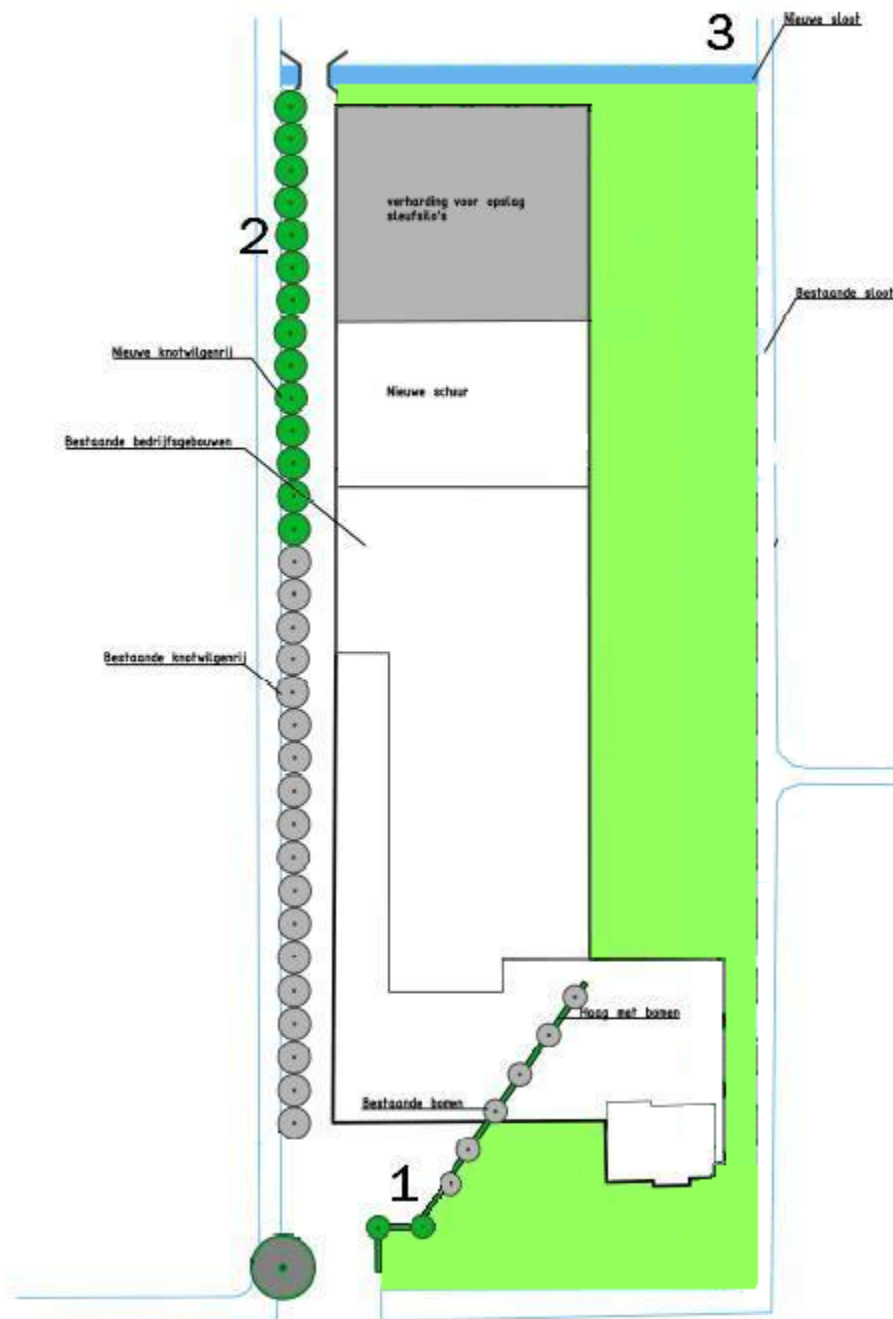 3
Nieuwe sloot
verharding voor opslag
sleufsilo's
2
Bestaande sloot
Nieuwe knotwilgenrij
Nieuwe schuur
Bestaande bedrijfsgebouwen
Bestaande knotwilgenrij
Haag met bomen
Bestaande bomen
1